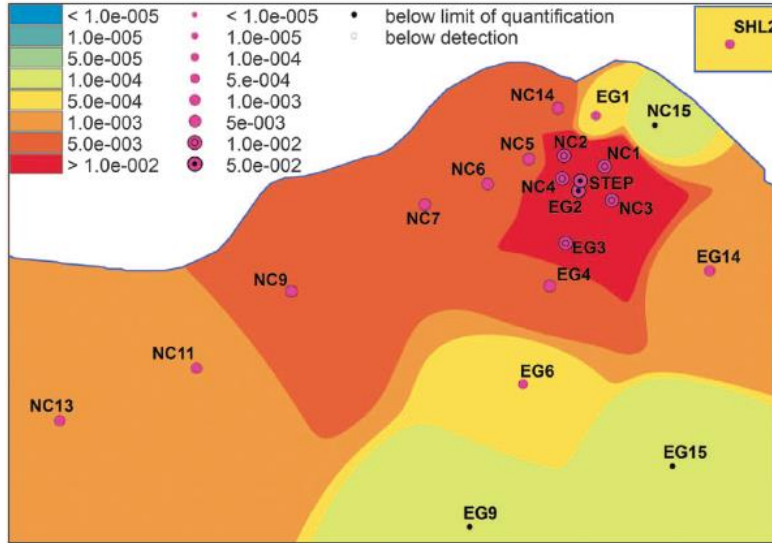 < 1.0e-005 < 1.0e-005 below limit of quantification
1.0e-005 1.0e-005 below detection
5.0e-005 1.0e-004
1.0e-004 5.e-004
5.0e-004 1.0e-003
1.0e-003 5e-003
5.0e-003 1.0e-002
> 1.0e-002 5.0e-002
SHL2
NC14
EG1
NC15
NC5
NC2
NC1
NC6
NC4
STEP
NC7
EG2
NC3
EG3
EG14
NC9
EG4
NC11
EG6
NC13
EG15
EG9